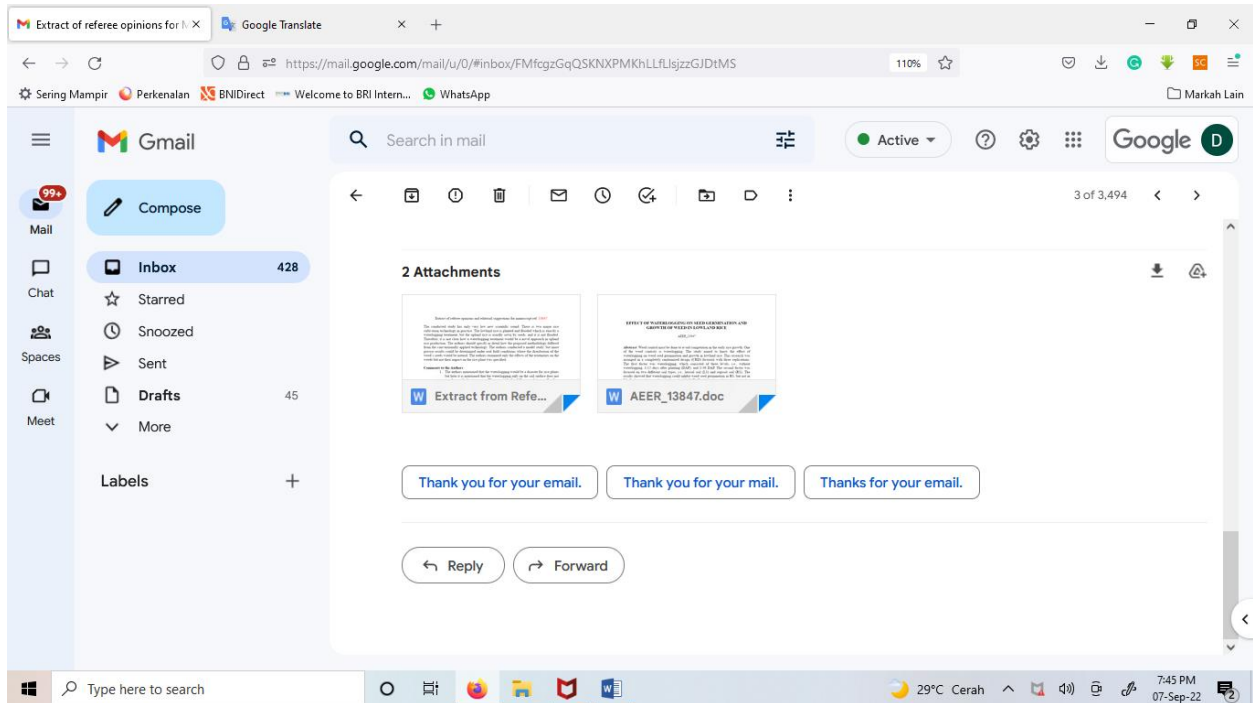 Extract of referee opinions for M
Google Translate
https://mail.google.com/mail/u/0/#inbox/FMfcgzGqQSKNXPMKhLLfLlsjzzGJDtMS
110%
Sering Mampir
Perkenalan
BNIDirect
Welcome to BRI Intern...
WhatsApp
Markah Lain
Gmail
Search in mail
Active
Google
D
99+
Mail
Chat
Spaces
Meet
Compose
Inbox 428
Starred
Snoozed
Sent
Drafts 45
More
Labels
3 of 3,494
2 Attachments
EFFECT OF WATERLOGGING ON SEED GERMINATION AND
GROWTH OF WEED IN LOWLAND RICE
W Extract from Refe...
W AEER_13847.doc
Thank you for your email.
Thank you for your mail.
Thanks for your email.
Reply
Forward
Type here to search
29°C Cerah
7:45 PM
07-Sep-22
2